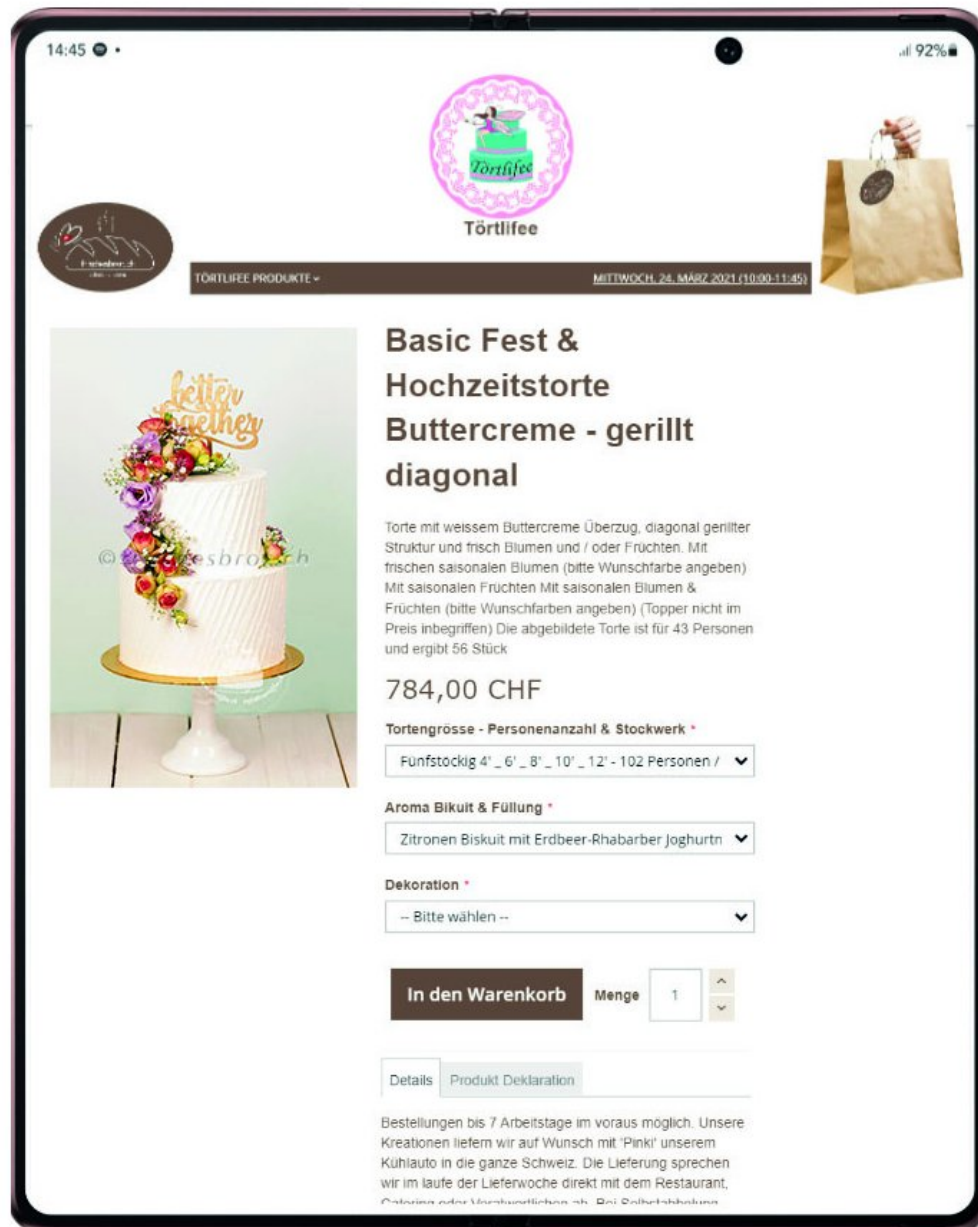 14:45
92%
Törtlifee
Törtlifee
TÖRTLIFEE PRODUKTE
MITTWOCH, 24. MÄRZ 2021 (10:00-11:45)
better
together
Basic Fest &
Hochzeitstorte
Buttercreme - gerillt
diagonal
Torte mit weissem Buttercreme Überzug, diagonal gerillter
Struktur und frisch Blumen und / oder Früchten. Mit
frischen saisonalen Blumen (bitte Wunschfarbe angeben)
Mit saisonalen Früchten Mit saisonalen Blumen &
Früchten (bitte Wunschfarben angeben) (Topper nicht im
Preis inbegriffen) Die abgebildete Torte ist für 43 Personen
und ergibt 56 Stück
784,00 CHF
Tortengrösse - Personenanzahl & Stockwerk *
Fünfstöckig 4' _ 6' _ 8' _ 10' _ 12' - 102 Personen /
Aroma Bikuit & Füllung *
Zitronen Biskuit mit Erdbeer-Rhabarber Joghurtm
Dekoration *
-- Bitte wählen --
In den Warenkorb Menge 1
Details Produkt Deklaration
Bestellungen bis 7 Arbeitstage im voraus möglich. Unsere
Kreationen liefern wir auf Wunsch mit 'Pinki' unserem
Kühlauto in die ganze Schweiz. Die Lieferung sprechen
wir im laufe der Lieferwoche direkt mit dem Restaurant,